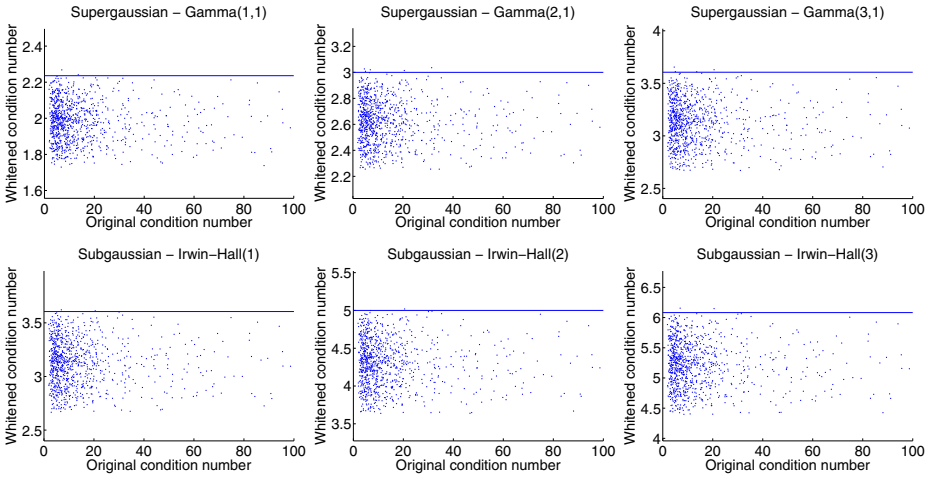 Supergaussian − Gamma(1,1)
Whitened condition number
2.4
2.2
2
1.8
1.6
0 20 40 60 80 100
Original condition number
Supergaussian − Gamma(2,1)
Whitened condition number
3.2
3
2.8
2.6
2.4
2.2
0 20 40 60 80 100
Original condition number
Supergaussian − Gamma(3,1)
Whitened condition number
4
3.5
3
2.5
0 20 40 60 80 100
Original condition number
Subgaussian − Irwin−Hall(1)
Whitened condition number
3.5
3
2.5
0 20 40 60 80 100
Original condition number
Subgaussian − Irwin−Hall(2)
Whitened condition number
5.5
5
4.5
4
3.5
0 20 40 60 80 100
Original condition number
Subgaussian − Irwin−Hall(3)
Whitened condition number
6.5
6
5.5
5
4.5
4
0 20 40 60 80 100
Original condition number